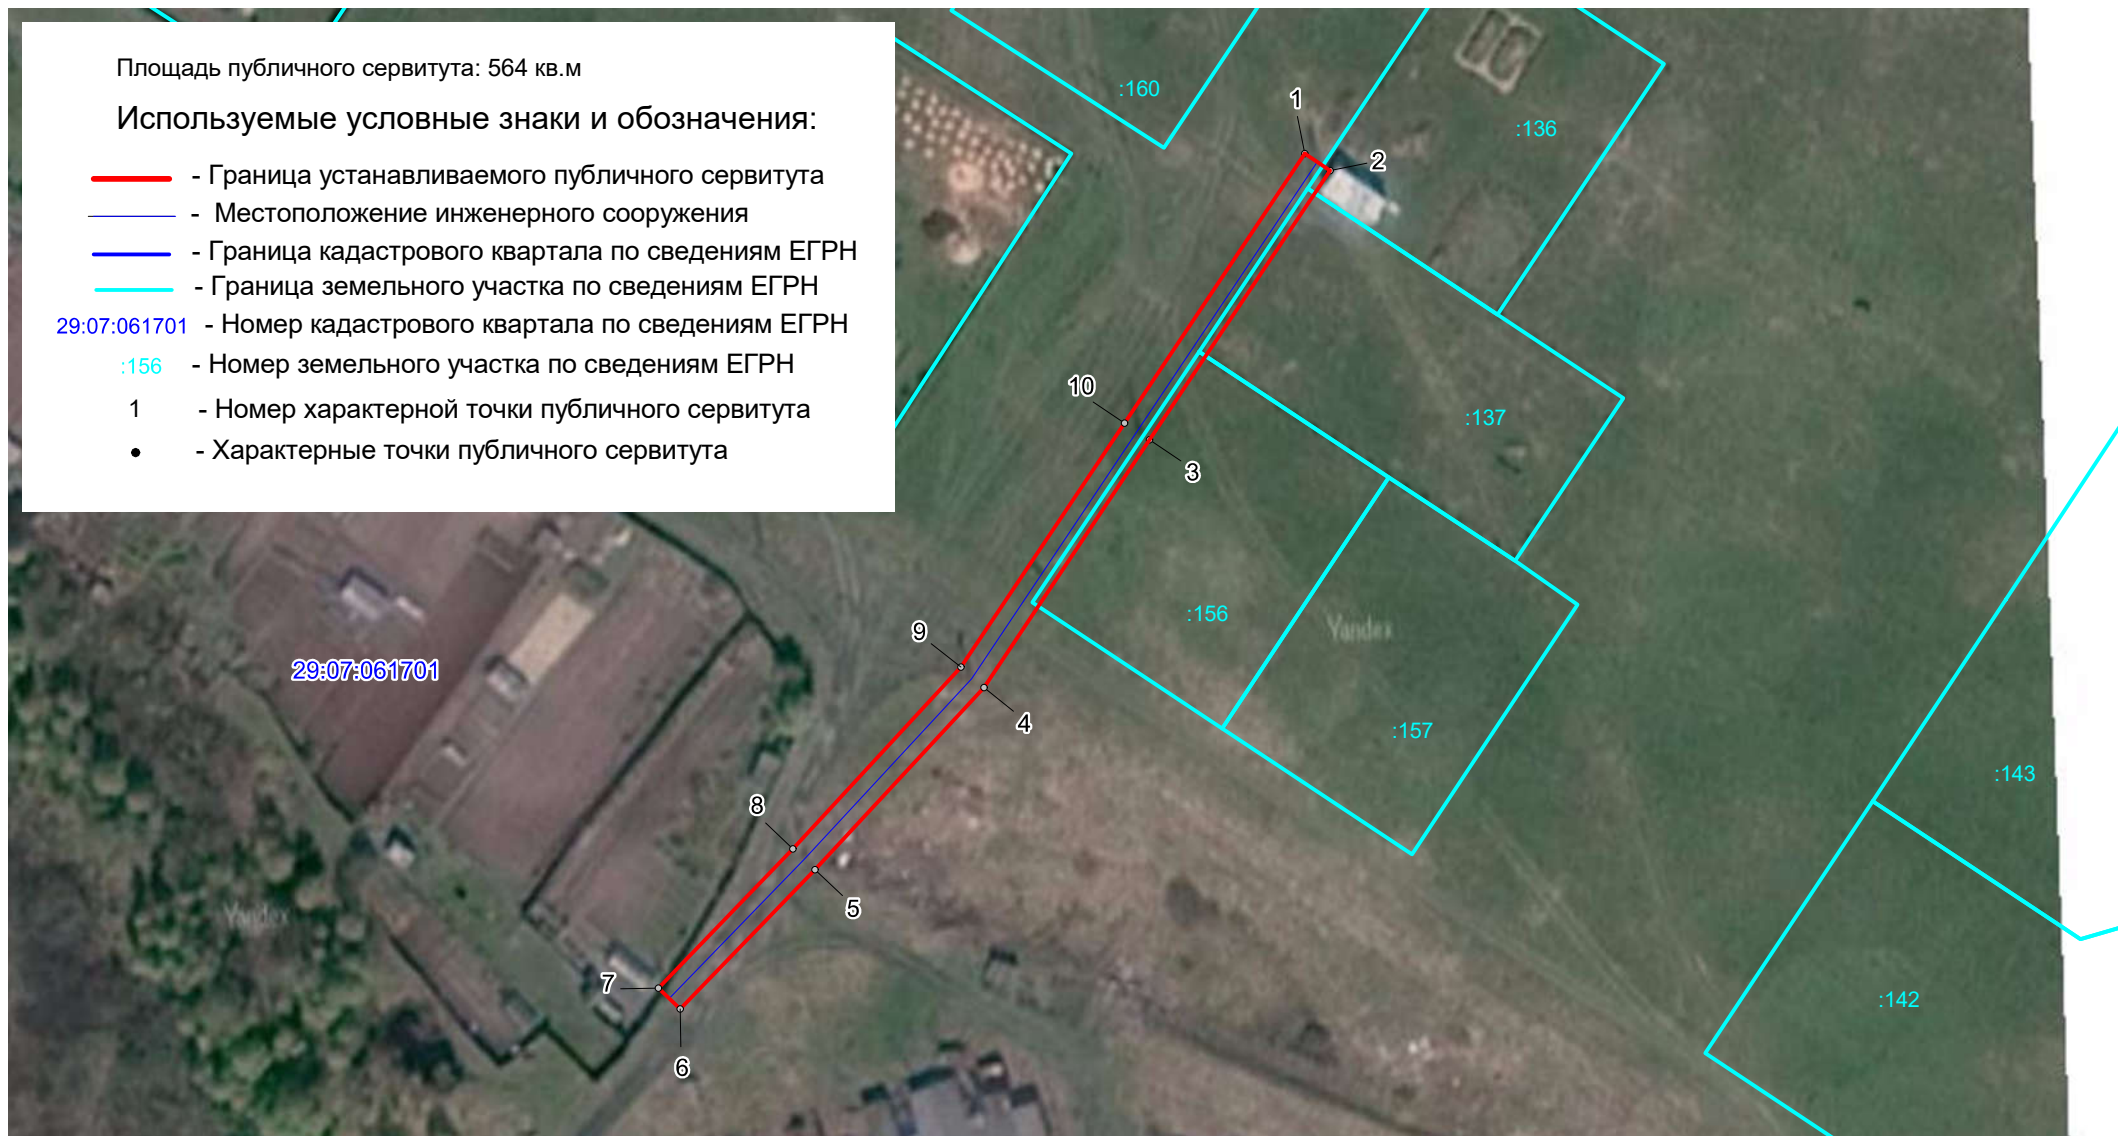 Площадь публичного сервитута: 564 кв.м
Используемые условные знаки и обозначения:
- Граница устанавливаемого публичного сервитута
- Местоположение инженерного сооружения
- Граница кадастрового квартала по сведениям ЕГРН
- Граница земельного участка по сведениям ЕГРН
29:07:061701 - Номер кадастрового квартала по сведениям ЕГРН
:156 - Номер земельного участка по сведениям ЕГРН
1 - Номер характерной точки публичного сервитута
- Характерные точки публичного сервитута
:160
1
:136
2
10
:137
3
:156
Yandex
9
29:07:061701
4
:157
:143
8
5
Yandex
7
:142
6